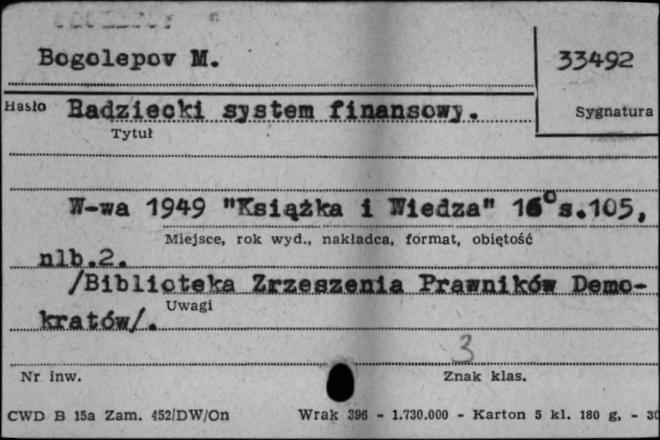 Bogolepov M.
33492
Hasło Radziecki system finansowy.
Sygnatura
Tytuł
W-wa 1949 "Książka i Wiedza" 16° s.105,
Miejsce, rok wyd., nakładca, format, objętość
nlb.2.
/Biblioteka Zrzeszenia Prawników Demo-
Uwagi
kratów/.
3
Nr inw.
Znak klas.
CWD B 15a Zam. 452/DW/On Wrak 396 - 1.730.000 - Karton 5 kl. 180 g, - 30